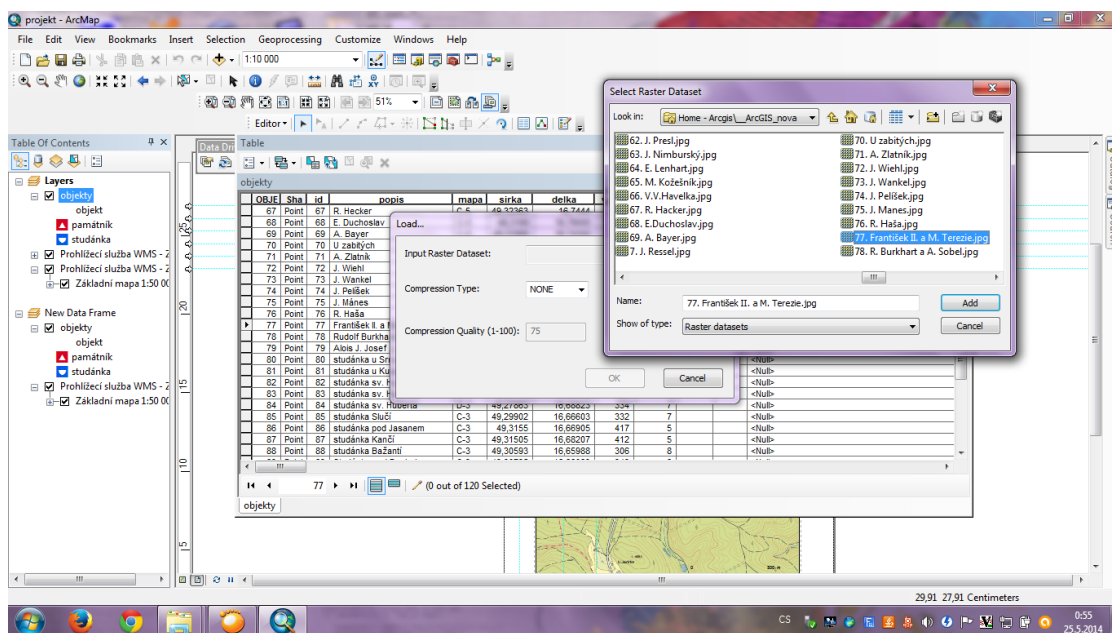 projekt - ArcMap
File Edit View Bookmarks Insert Selection Geoprocessing Customize Windows Help
1:10 000
51%
Editor
Table Of Contents
Layers
objekty
objekt
památník
studánka
Prohlížecí služba WMS - Z
Prohlížecí služba WMS - Z
Základní mapa 1:50 00
New Data Frame
objekty
objekt
památník
studánka
Prohlížecí služba WMS - Z
Základní mapa 1:50 00
Data Dri
Table
objekty
OBJE Sha id popis mapa sirka delka
67 Point 67 R. Hecker C-5 49,32363 16,7444
68 Point 68 E.Duchoslav
69 Point 69 A. Bayer
70 Point 70 U zabitých
71 Point 71 A. Zlatník
72 Point 72 J. Wiehl
73 Point 73 J. Wankel
74 Point 74 J. Pelíšek
75 Point 75 J. Mánes
76 Point 76 R. Haša
77 Point 77 František II. a M
78 Point 78 Rudolf Burkha
79 Point 79 Alois J. Josef
80 Point 80 studánka u Sr <Null>
81 Point 81 studánka u Ku <Null>
82 Point 82 studánka sv. H <Null>
83 Point 83 studánka sv. H <Null>
84 Point 84 studánka sv. Huberta D-3 49,27863 16,68823 334 7 <Null>
85 Point 85 studánka Slučí C-3 49,29902 16,66603 332 7 <Null>
86 Point 86 studánka pod Jasanem C-3 49,3155 16,66905 417 5 <Null>
87 Point 87 studánka Kančí C-3 49,31505 16,68207 412 5 <Null>
88 Point 88 studánka Bažantí C-3 49,30593 16,65988 306 8 <Null>
77 (0 out of 120 Selected)
objekty
Load...
Input Raster Dataset:
Compression Type: NONE
Compression Quality (1-100): 75
OK Cancel
Select Raster Dataset
Look in: Home - Arcgis\__ArcGIS_nova
62. J. Presl.jpg
63. J. Nimburský.jpg
64. E. Lenhart.jpg
65. M. Kožešník.jpg
66. V.V.Havelka.jpg
67. R. Hacker.jpg
68. E.Duchoslav.jpg
69. A. Bayer.jpg
7. J. Ressel.jpg
70. U zabitých.jpg
71. A. Zlatník.jpg
72. J. Wiehl.jpg
73. J. Wankel.jpg
74. J. Pelíšek.jpg
75. J. Manes.jpg
76. R. Haša.jpg
77. František II. a M. Terezie.jpg
78. R. Burkhart a A. Sobel.jpg
Name: 77. František II. a M. Terezie.jpg Add
Show of type: Raster datasets Cancel
20
15
10
5
29,91 27,91 Centimeters
CS
0:55
25.5.2014